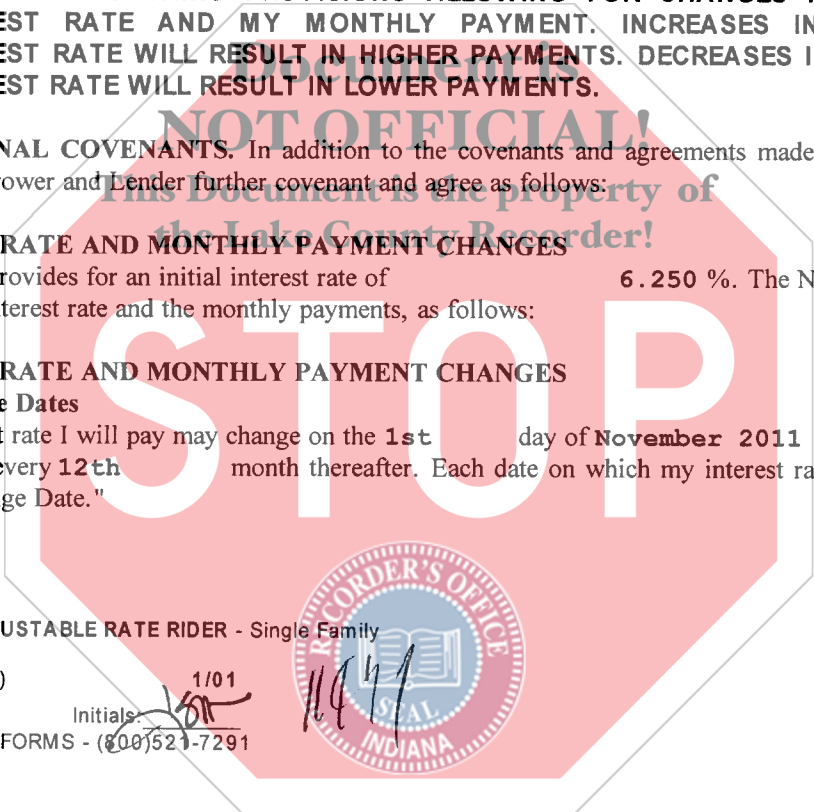 EST RATE AND MY MONTHLY PAYMENT. INCREASES IN
EST RATE WILL RESULT IN HIGHER PAYMENTS. DECREASES I
EST RATE WILL RESULT IN LOWER PAYMENTS.
Document is
NOT OFFICIAL!
This Document is the property of
the Lake County Recorder!
STOP
NAL COVENANTS. In addition to the covenants and agreements made
rower and Lender further covenant and agree as follows:
RATE AND MONTHLY PAYMENT CHANGES
rovides for an initial interest rate of 6.250 %. The N
terest rate and the monthly payments, as follows:
RATE AND MONTHLY PAYMENT CHANGES
e Dates
t rate I will pay may change on the 1st day of November 2011
every 12th month thereafter. Each date on which my interest ra
ge Date."
USTABLE RATE RIDER - Single Family
) 1/01
Initials:
FORMS - (800)521-7291
RECORDER'S OFFICE
SEAL
INDIANA